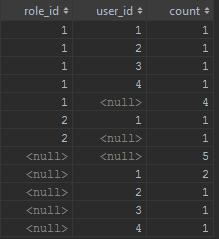 role_id user_id count
1 1 1
1 2 1
1 3 1
1 4 1
1 <null> 4
2 1 1
2 <null> 1
<null> <null> 5
<null> 1 2
<null> 2 1
<null> 3 1
<null> 4 1